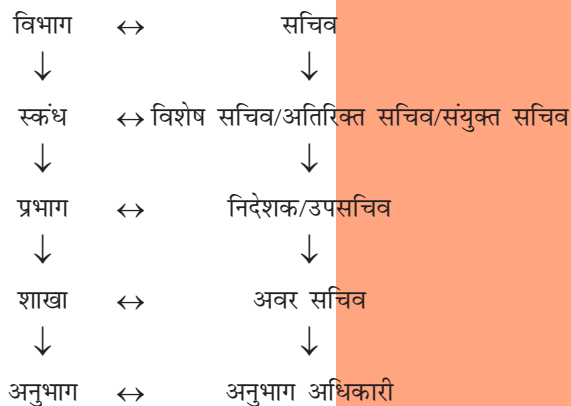 विभाग ↔ सचिव
↓ ↓
स्कंध ↔ विशेष सचिव/अतिरिक्त सचिव/संयुक्त सचिव
↓ ↓
प्रभाग ↔ निदेशक/उपसचिव
↓ ↓
शाखा ↔ अवर सचिव
↓ ↓
अनुभाग ↔ अनुभाग अधिकारी